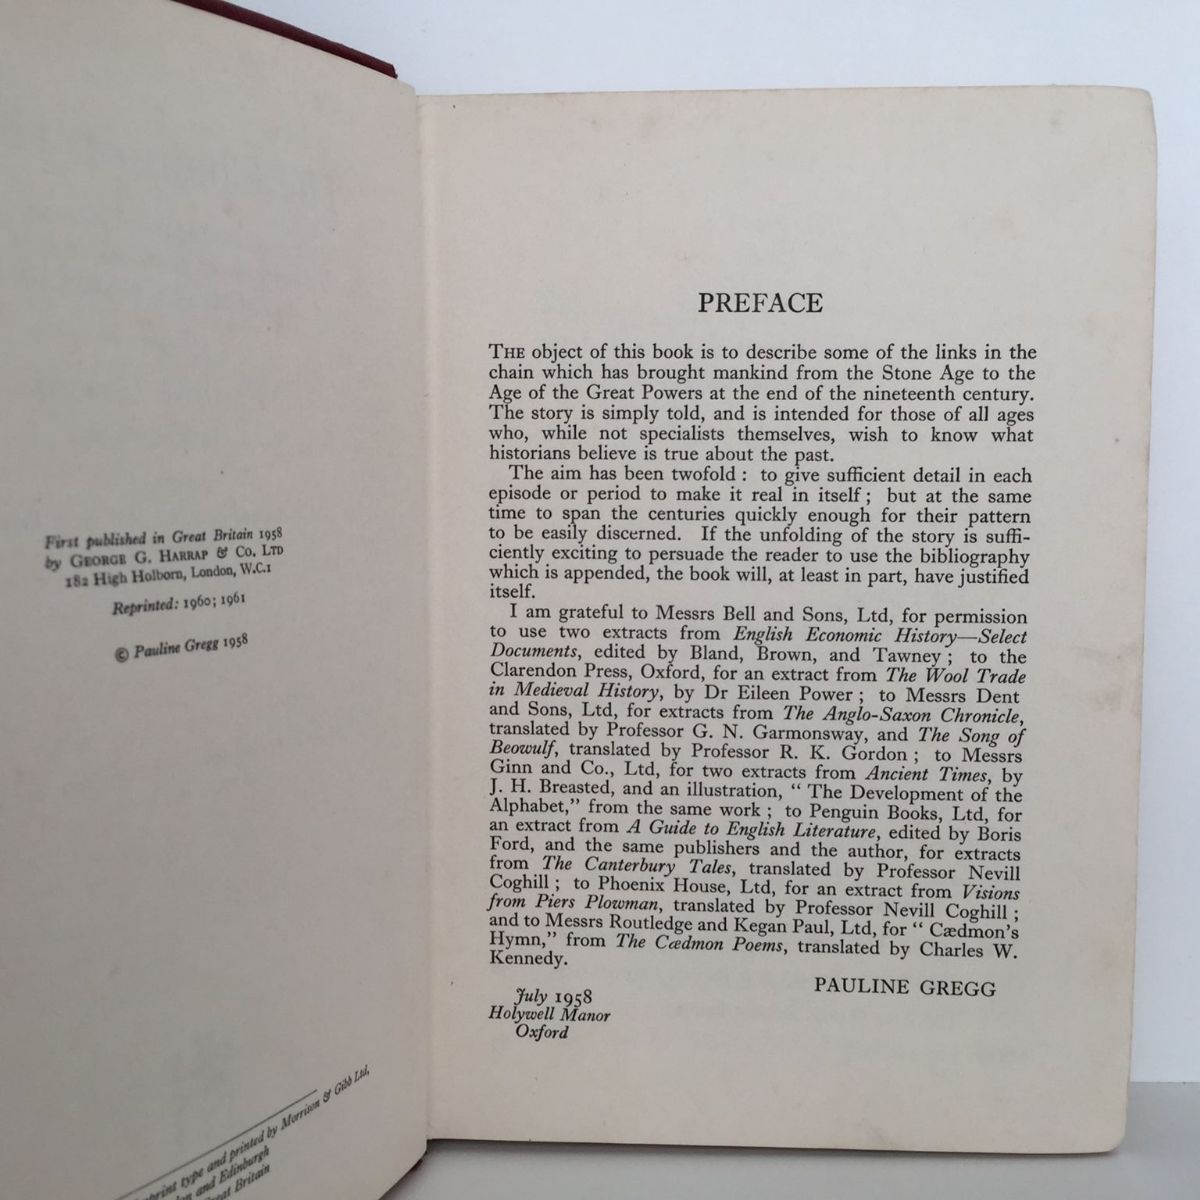 First published in Great Britain 1958
by GEORGE G. HARRAP & Co. LTD
182 High Holborn, London, W.C.1
Reprinted: 1960; 1961
© Pauline Gregg 1958
type and printed by Morrison & Gibb Ltd,
and Edinburgh
Britain
PREFACE
THE object of this book is to describe some of the links in the
chain which has brought mankind from the Stone Age to the
Age of the Great Powers at the end of the nineteenth century.
The story is simply told, and is intended for those of all ages
who, while not specialists themselves, wish to know what
historians believe is true about the past.
The aim has been twofold : to give sufficient detail in each
episode or period to make it real in itself ; but at the same
time to span the centuries quickly enough for their pattern
to be easily discerned. If the unfolding of the story is suffi-
ciently exciting to persuade the reader to use the bibliography
which is appended, the book will, at least in part, have justified
itself.
I am grateful to Messrs Bell and Sons, Ltd, for permission
to use two extracts from English Economic History—Select
Documents, edited by Bland, Brown, and Tawney ; to the
Clarendon Press, Oxford, for an extract from The Wool Trade
in Medieval History, by Dr Eileen Power ; to Messrs Dent
and Sons, Ltd, for extracts from The Anglo-Saxon Chronicle,
translated by Professor G. N. Garmonsway, and The Song of
Beowulf, translated by Professor R. K. Gordon ; to Messrs
Ginn and Co., Ltd, for two extracts from Ancient Times, by
J. H. Breasted, and an illustration, “ The Development of the
Alphabet,” from the same work ; to Penguin Books, Ltd, for
an extract from A Guide to English Literature, edited by Boris
Ford, and the same publishers and the author, for extracts
from The Canterbury Tales, translated by Professor Nevill
Coghill ; to Phoenix House, Ltd, for an extract from Visions
from Piers Plowman, translated by Professor Nevill Coghill ;
and to Messrs Routledge and Kegan Paul, Ltd, for “ Cædmon’s
Hymn,” from The Cædmon Poems, translated by Charles W.
Kennedy.
PAULINE GREGG
July 1958
Holywell Manor
Oxford